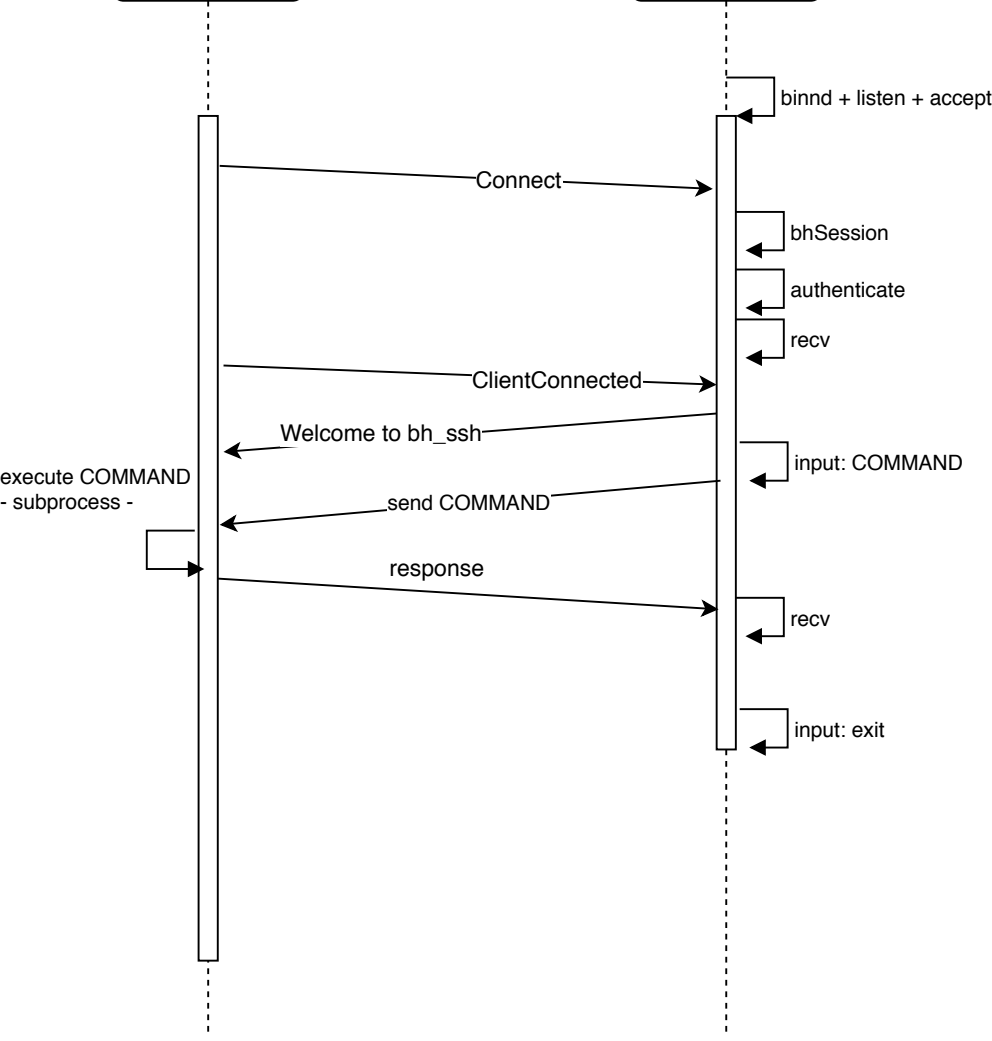 binnd + listen + accept
Connect
bhSession
authenticate
recv
ClientConnected
Welcome to bh_ssh
input: COMMAND
execute COMMAND
- subprocess -
send COMMAND
response
recv
input: exit